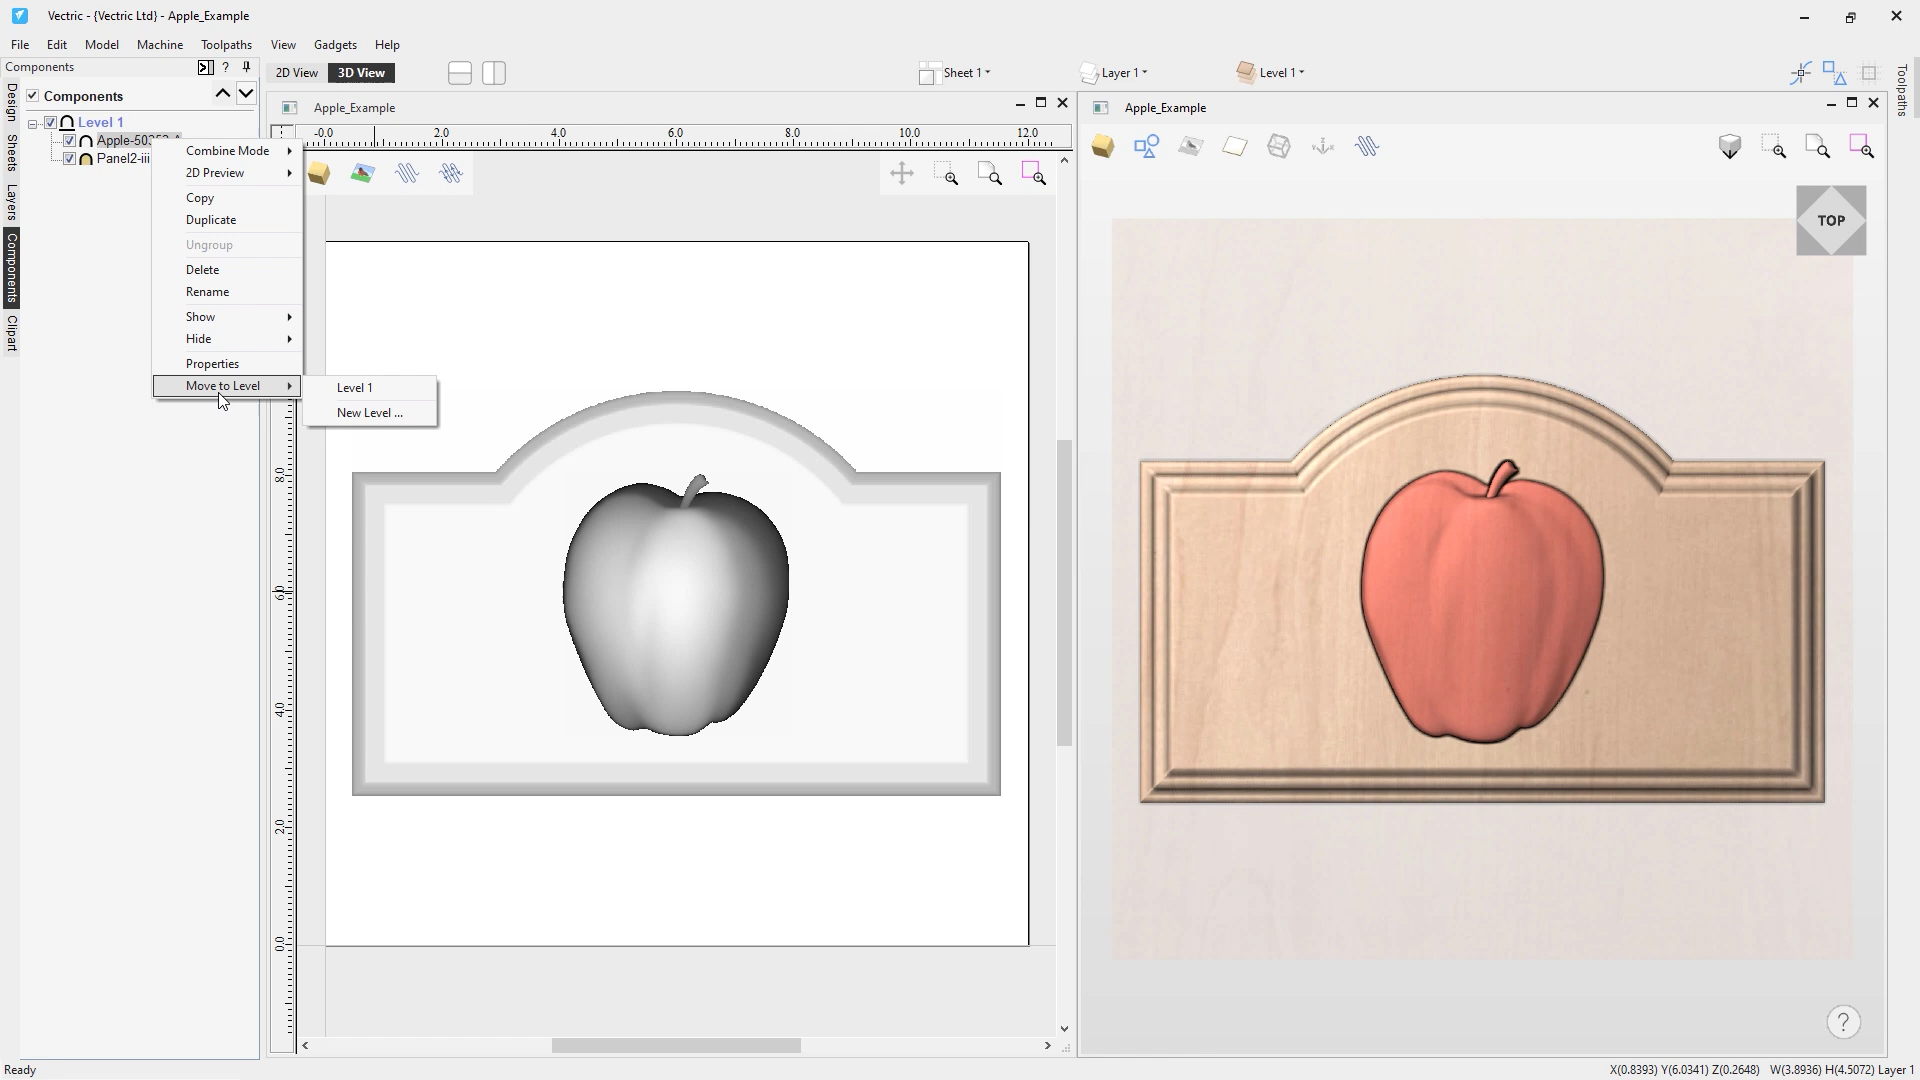 Vectric - {Vectric Ltd} - Apple_Example
File Edit Model Machine Toolpaths View Gadgets Help
Components ?
2D View 3D View
Sheet 1
Layer 1
Level 1
Toolpaths
Design
Sheets
Layers
Components
Clipart
Components
Level 1
Panel2-iii
Combine Mode
2D Preview
Copy
Duplicate
Ungroup
Delete
Rename
Show
Hide
Properties
Move to Level
Level 1
New Level ...
Apple_Example
-0.0 2.0 4.0 6.0 8.0 10.0 12.0
8.0
6.0
4.0
2.0
0.0
Apple_Example
TOP
?
Ready
X(0.8393) Y(6.0341) Z(0.2648) W(3.8936) H(4.5072) Layer 1